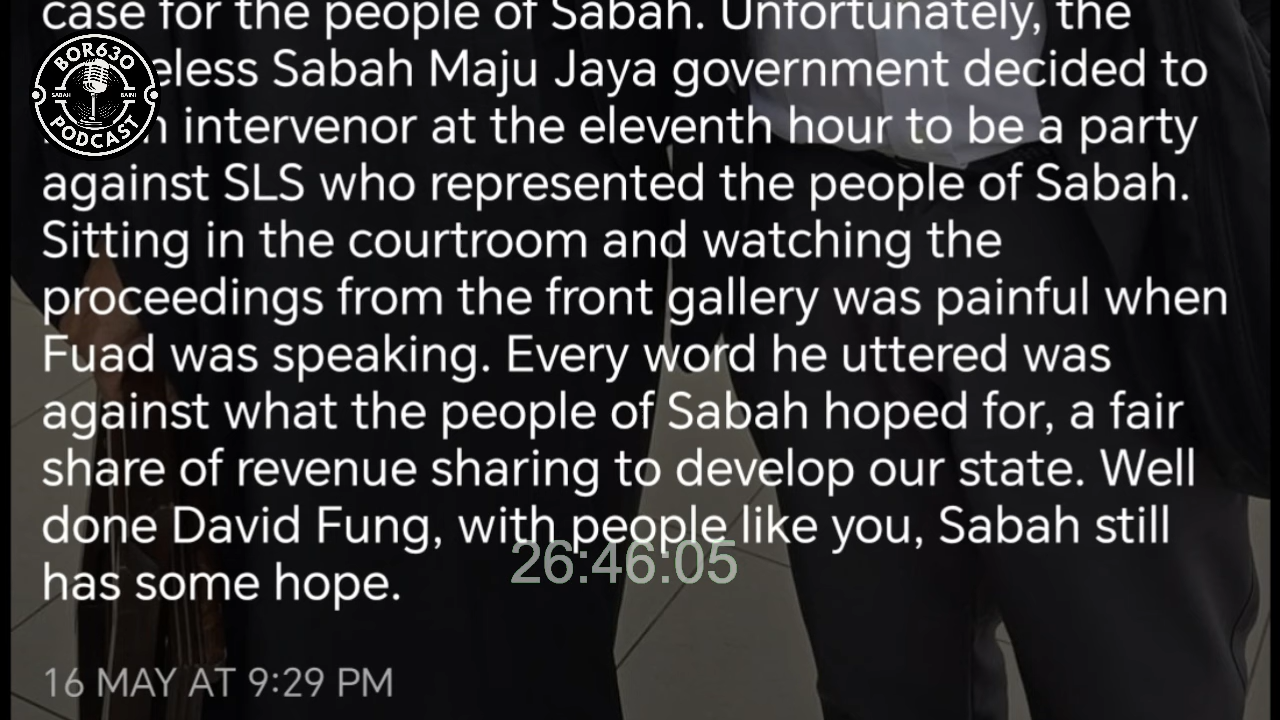 case for the people of Sabah. Unfortunately, the
BOR630
SABAH
PODCAST
eless Sabah Maju Jaya government decided to
n intervenor at the eleventh hour to be a party
against SLS who represented the people of Sabah.
Sitting in the courtroom and watching the
proceedings from the front gallery was painful when
Fuad was speaking. Every word he uttered was
against what the people of Sabah hoped for, a fair
share of revenue sharing to develop our state. Well
done David Fung, with people like you, Sabah still
26:46:05
has some hope.
16 MAY AT 9:29 PM